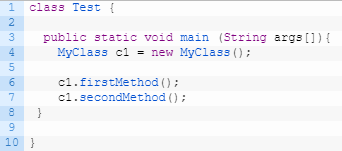 1 class Test {
2
3   public static void main (String args[]){
4     MyClass c1 = new MyClass();
5
6     c1.firstMethod();
7     c1.secondMethod();
8  }
9
10 }